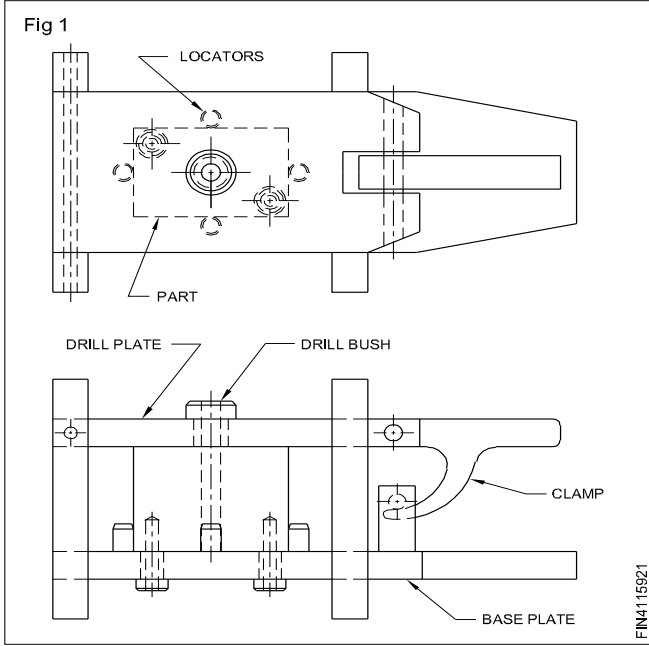 Fig 1
LOCATORS
PART
DRILL PLATE
DRILL BUSH
CLAMP
BASE PLATE
FIN4115921